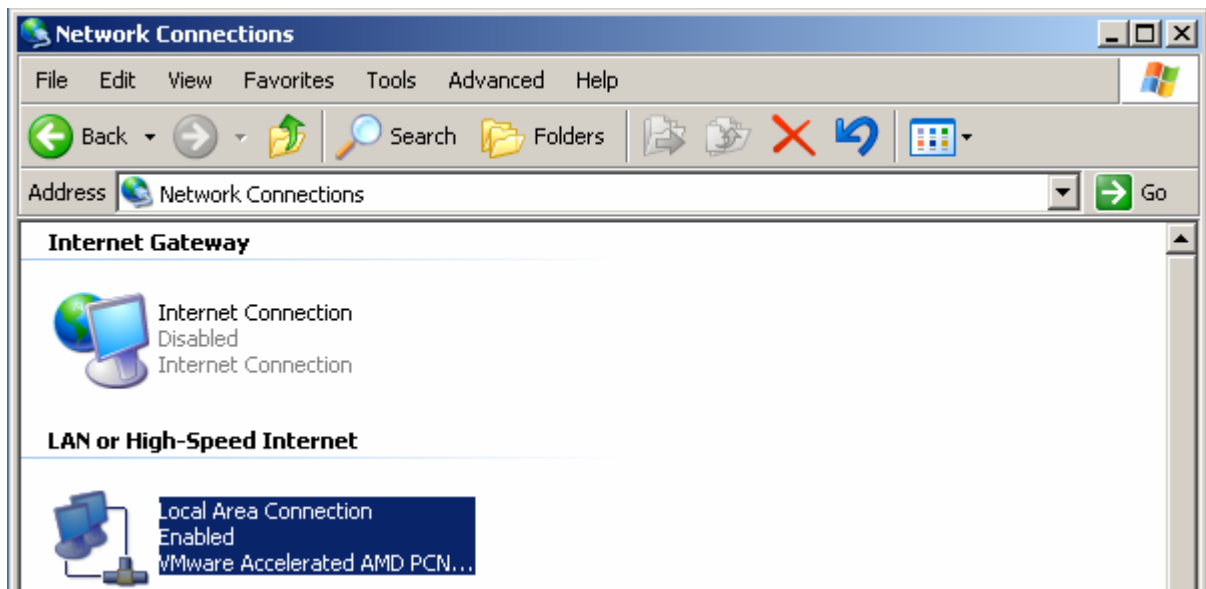 Network Connections
File Edit View Favorites Tools Advanced Help
Back Search Folders
Address Network Connections Go
Internet Gateway
Internet Connection
Disabled
Internet Connection
LAN or High-Speed Internet
Local Area Connection
Enabled
VMware Accelerated AMD PCN...